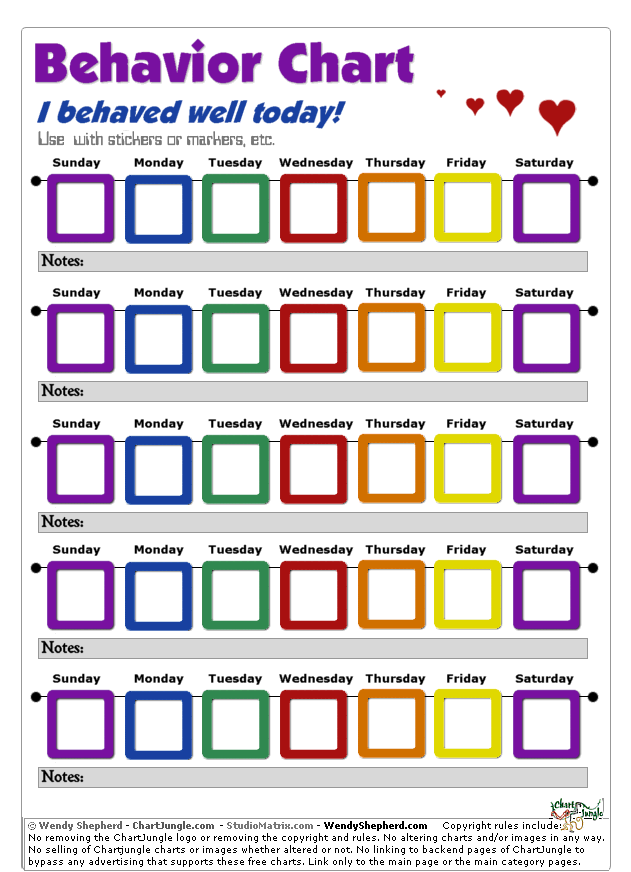 Behavior Chart
I behaved well today!
Use with stickers or markers, etc.
Sunday Monday Tuesday Wednesday Thursday Friday Saturday
Notes:
Sunday Monday Tuesday Wednesday Thursday Friday Saturday
Notes:
Sunday Monday Tuesday Wednesday Thursday Friday Saturday
Notes:
Sunday Monday Tuesday Wednesday Thursday Friday Saturday
Notes:
Sunday Monday Tuesday Wednesday Thursday Friday Saturday
Notes:
Chart
Jungle
© Wendy Shepherd - ChartJungle.com - StudioMatrix.com - WendyShepherd.com Copyright rules include:
No removing the ChartJungle logo or removing the copyright and rules. No altering charts and/or images in any way.
No selling of Chartjungle charts or images whether altered or not. No linking to backend pages of ChartJungle to
bypass any advertising that supports these free charts. Link only to the main page or the main category pages.